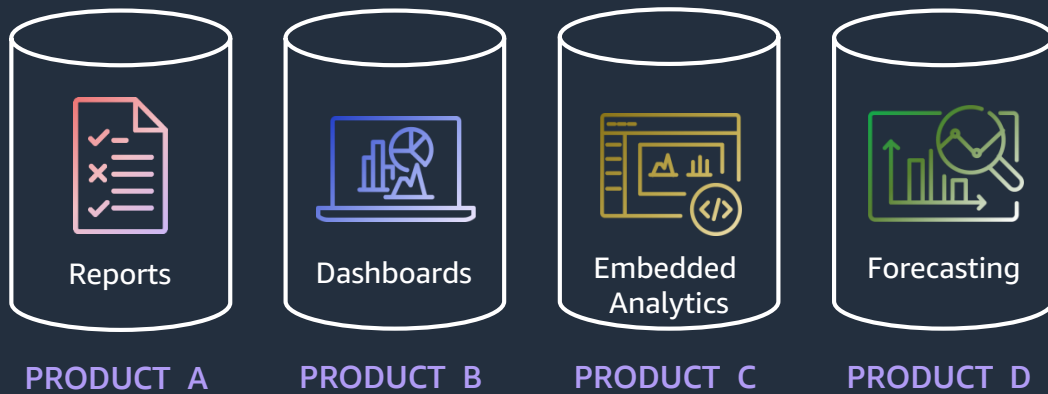 Reports
Dashboards
Embedded
Analytics
</>
Forecasting
PRODUCT A
PRODUCT B
PRODUCT C
PRODUCT D